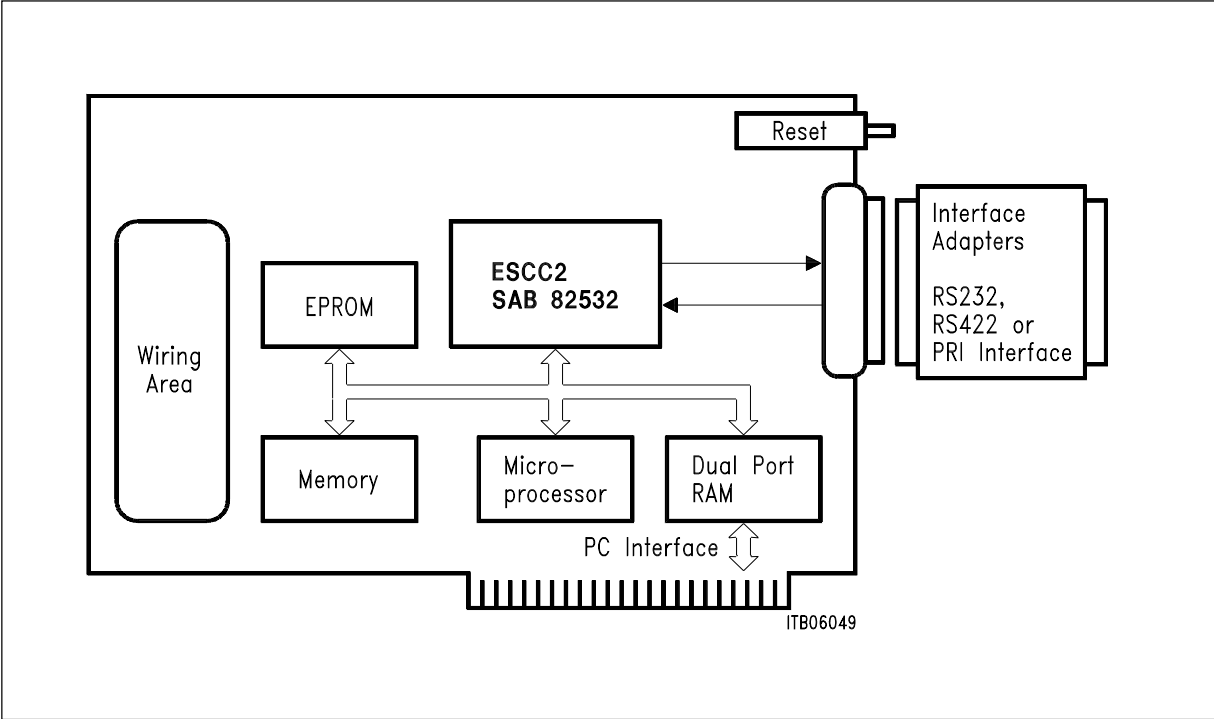 Reset
Interface
Adapters
RS232,
RS422 or
PRI Interface
ESCC2
SAB 82532
EPROM
Wiring
Area
Memory
Micro-
processor
Dual Port
RAM
PC Interface
ITB06049